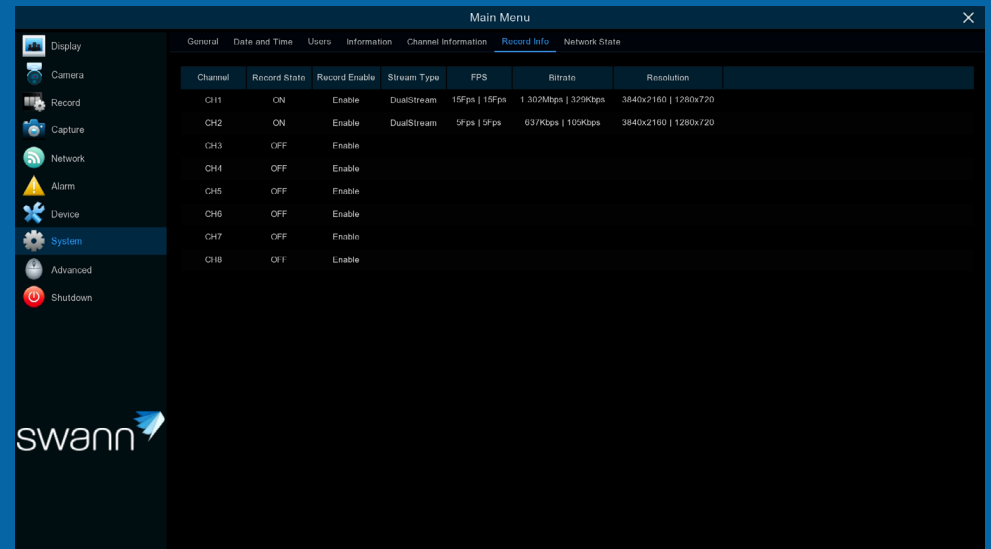 Main Menu
Display
Camera
Record
Capture
Network
Alarm
Device
System
Advanced
Shutdown
swann
General Date and Time Users Information Channel Information Record Info Network State
Channel Record State Record Enable Stream Type FPS Bitrate Resolution
CH1 ON Enable DualStream 15Fps | 15Fps 1.302Mbps | 329Kbps 3840x2160 | 1280x720
CH2 ON Enable DualStream 5Fps | 5Fps 637Kbps | 105Kbps 3840x2160 | 1280x720
CH3 OFF Enable
CH4 OFF Enable
CH5 OFF Enable
CH6 OFF Enable
CH7 OFF Enable
CH8 OFF Enable